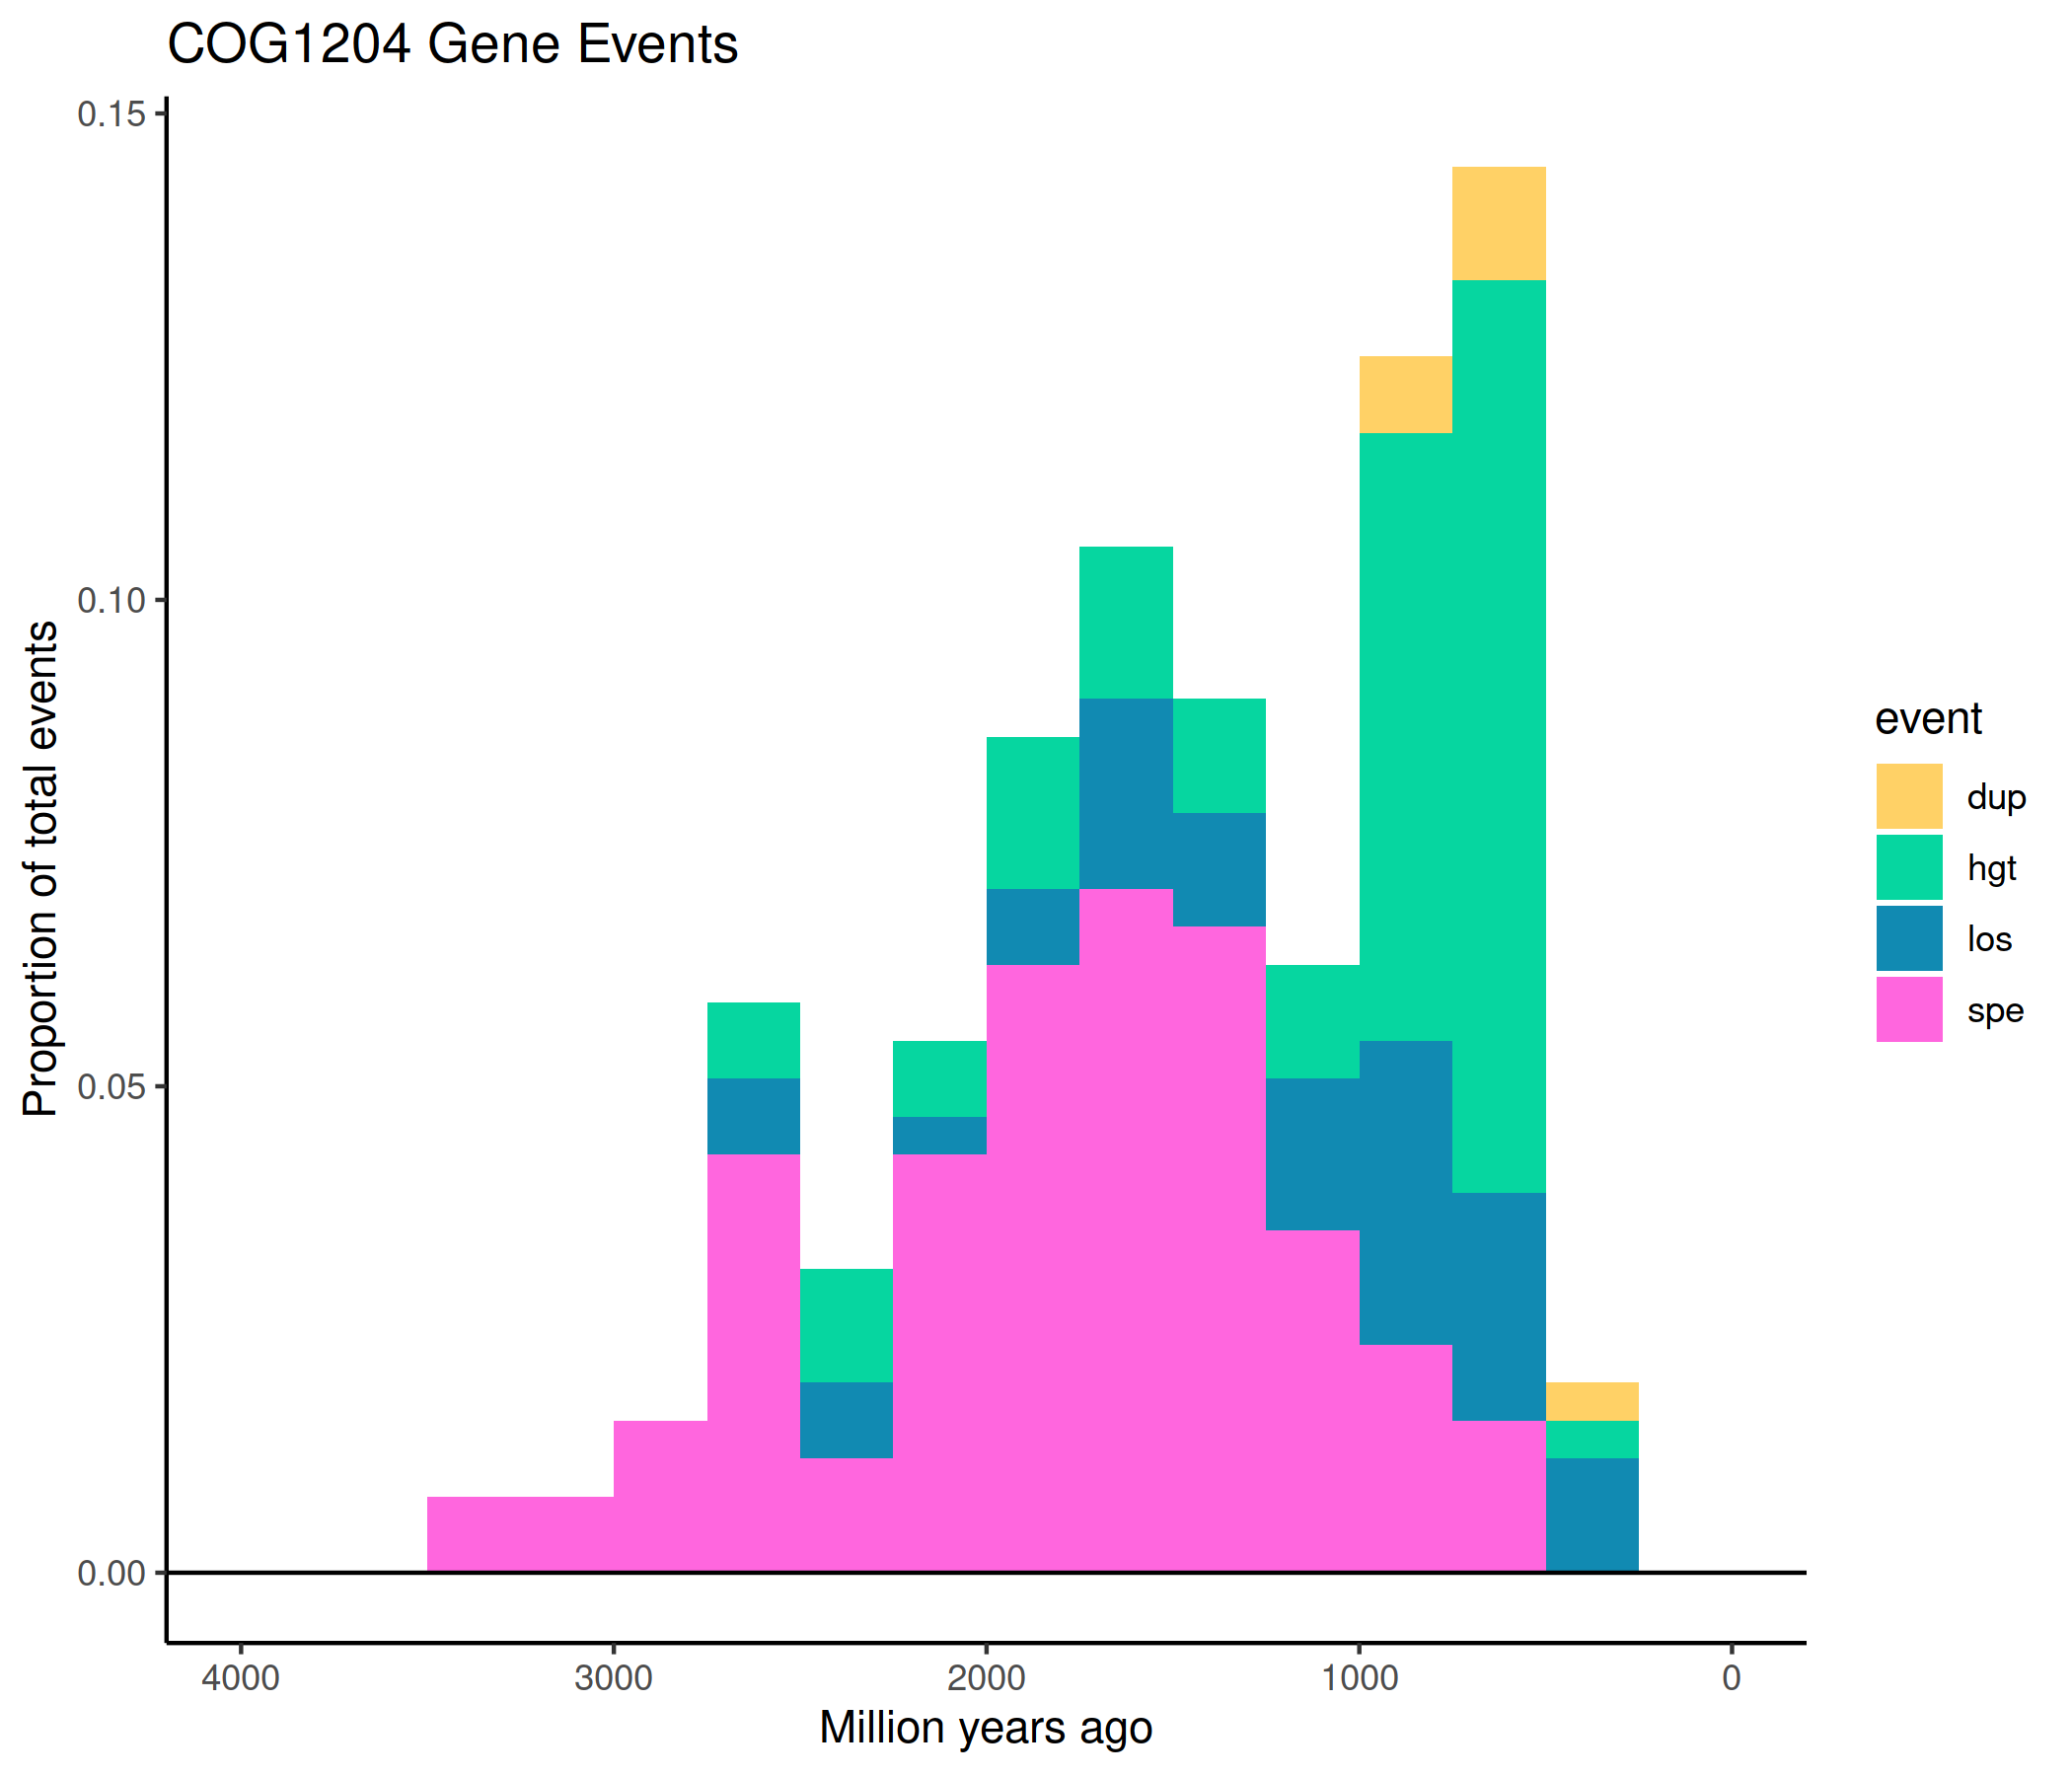 COG1204 Gene Events
0.15
0.10
0.05
0.00
Proportion of total events
4000 3000 2000 1000 0
Million years ago
event
dup
hgt
los
spe